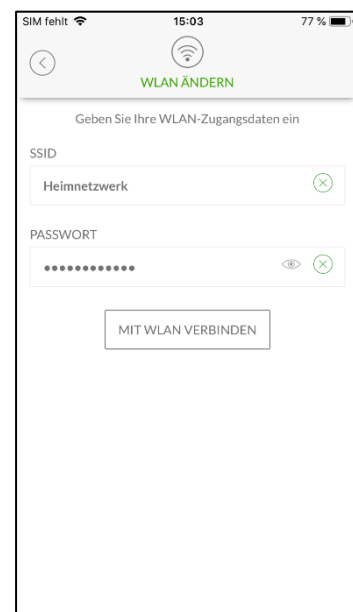 SIM fehlt 15:03 77 %
WLAN ÄNDERN
Geben Sie Ihre WLAN-Zugangsdaten ein
SSID
Heimnetzwerk
PASSWORT
••••••••••••
MIT WLAN VERBINDEN